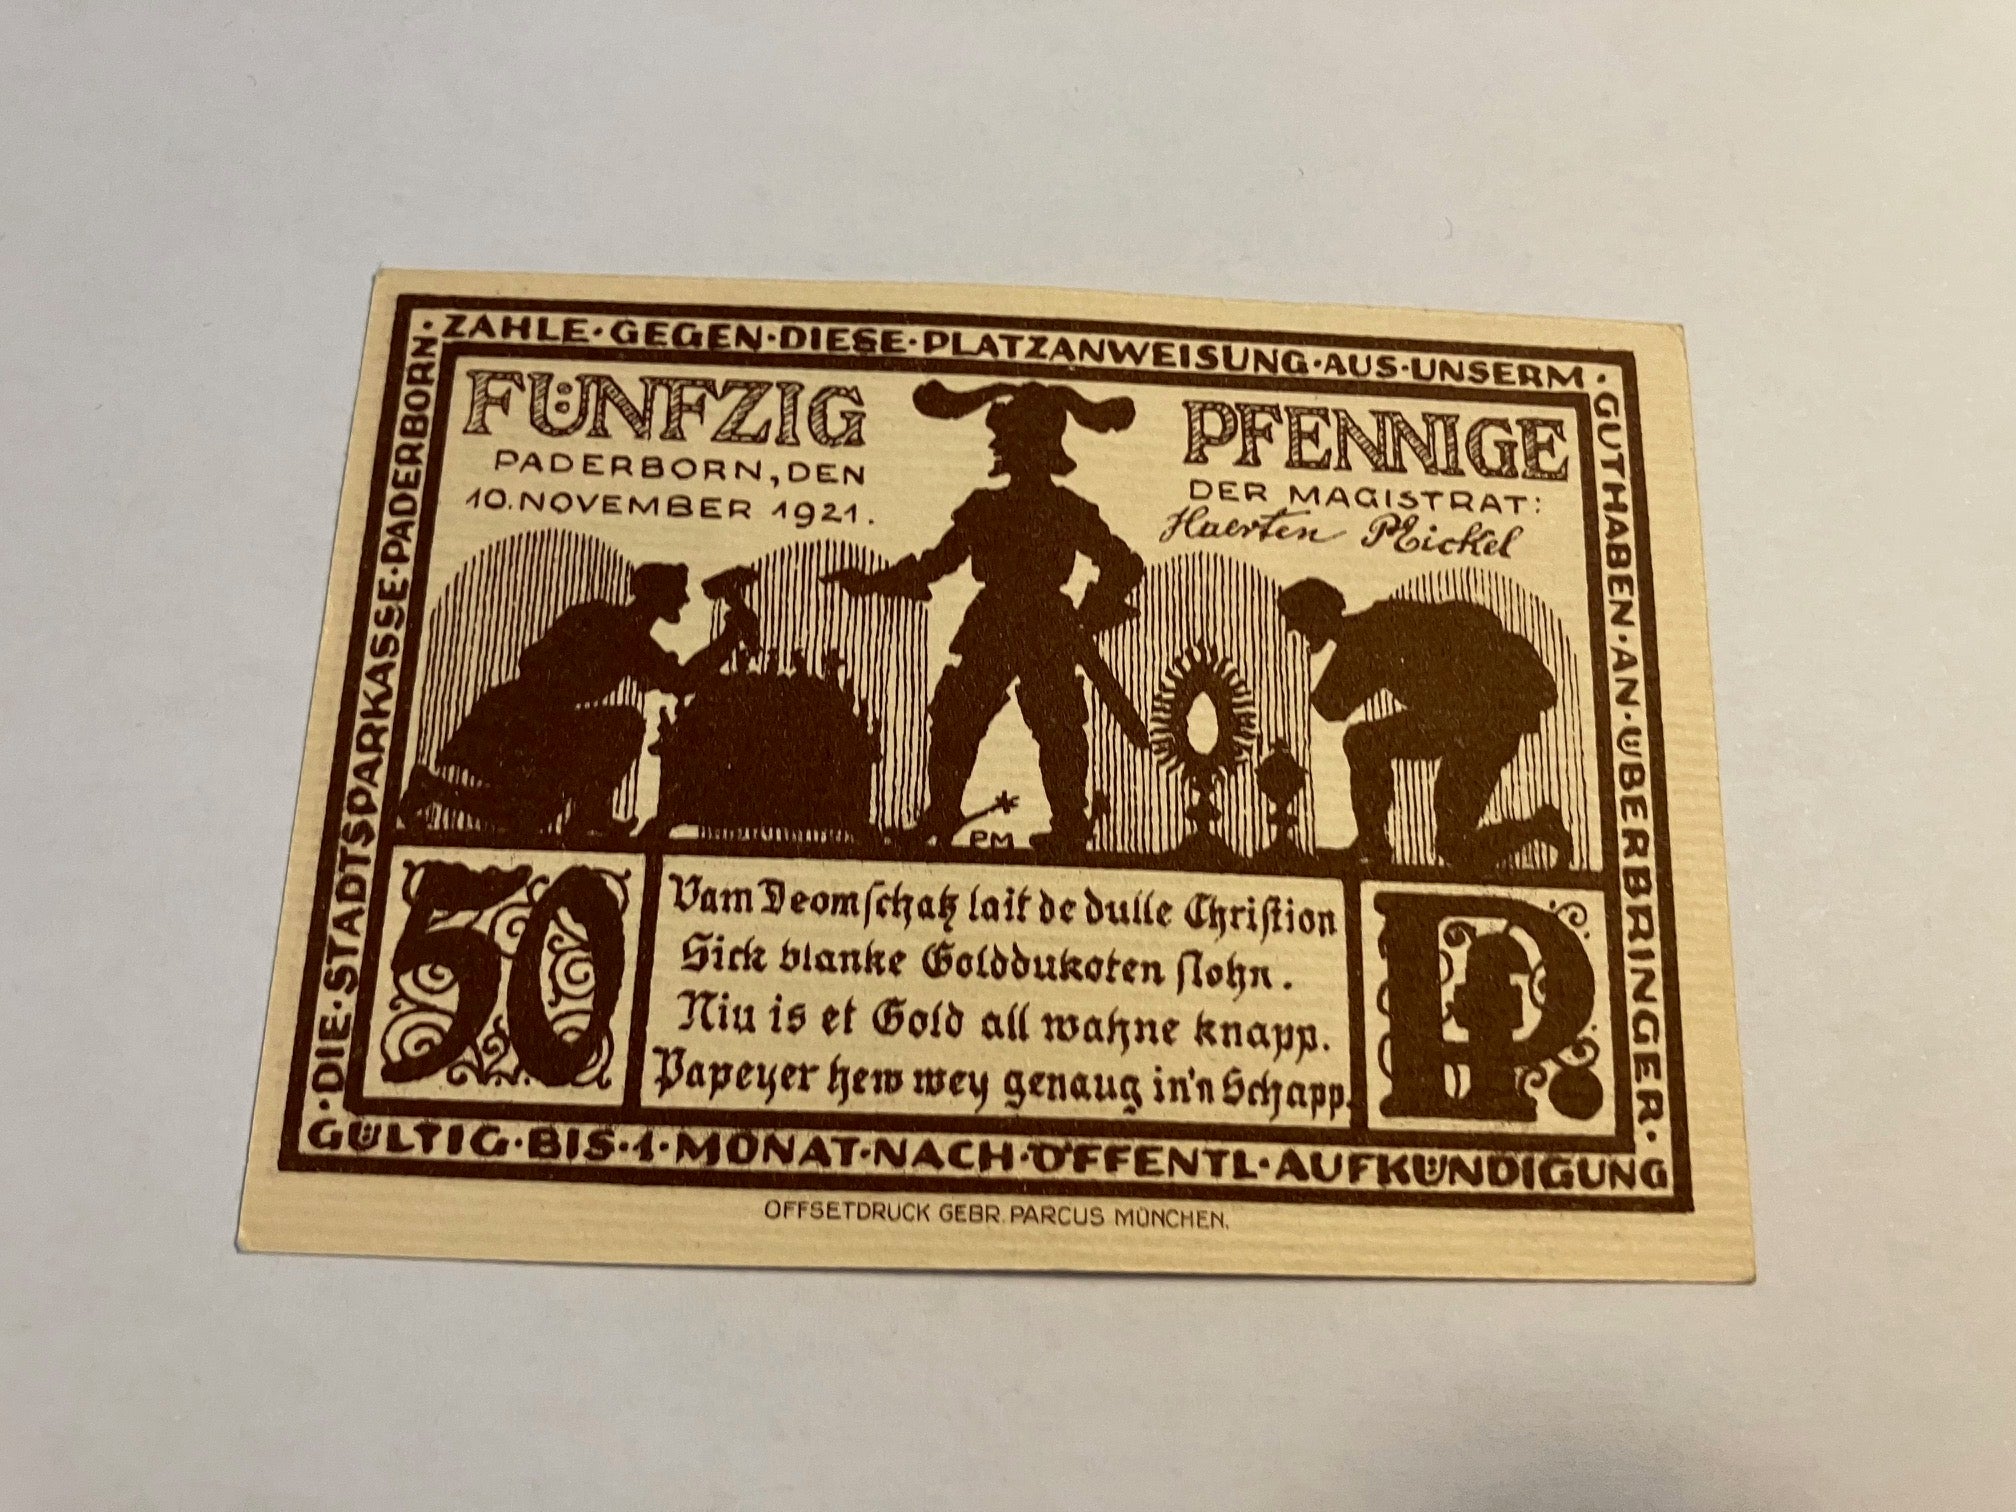 · DIE · STADTSPARKASSE · PADERBORN
· ZAHLE · GEGEN · DIESE · PLATZANWEISUNG · AUS · UNSERM ·
GUTHABEN · AN · ÜBERBRINGER ·
FÜNFZIG PFENNIGE
PADERBORN, DEN
10. NOVEMBER 1921.
DER MAGISTRAT:
Haerten
PM
50
Vam Deomschatz lait de dulle Christion
Sick blanke Golddukoten slohn.
Niu is et Gold all wahne knapp.
Papeyer hew wey genaug in'n Schapp.
P.
GÜLTIG · BIS · 1 · MONAT · NACH · ÖFFENTL · AUFKÜNDIGUNG
OFFSETDRUCK GEBR. PARCUS MÜNCHEN.